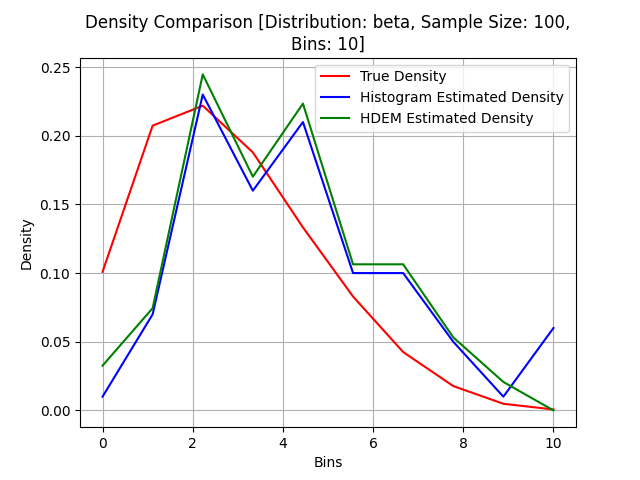 Density Comparison [Distribution: beta, Sample Size: 100,
Bins: 10]
True Density
Histogram Estimated Density
HDEM Estimated Density
Density
0.25
0.20
0.15
0.10
0.05
0.00
0 2 4 6 8 10
Bins